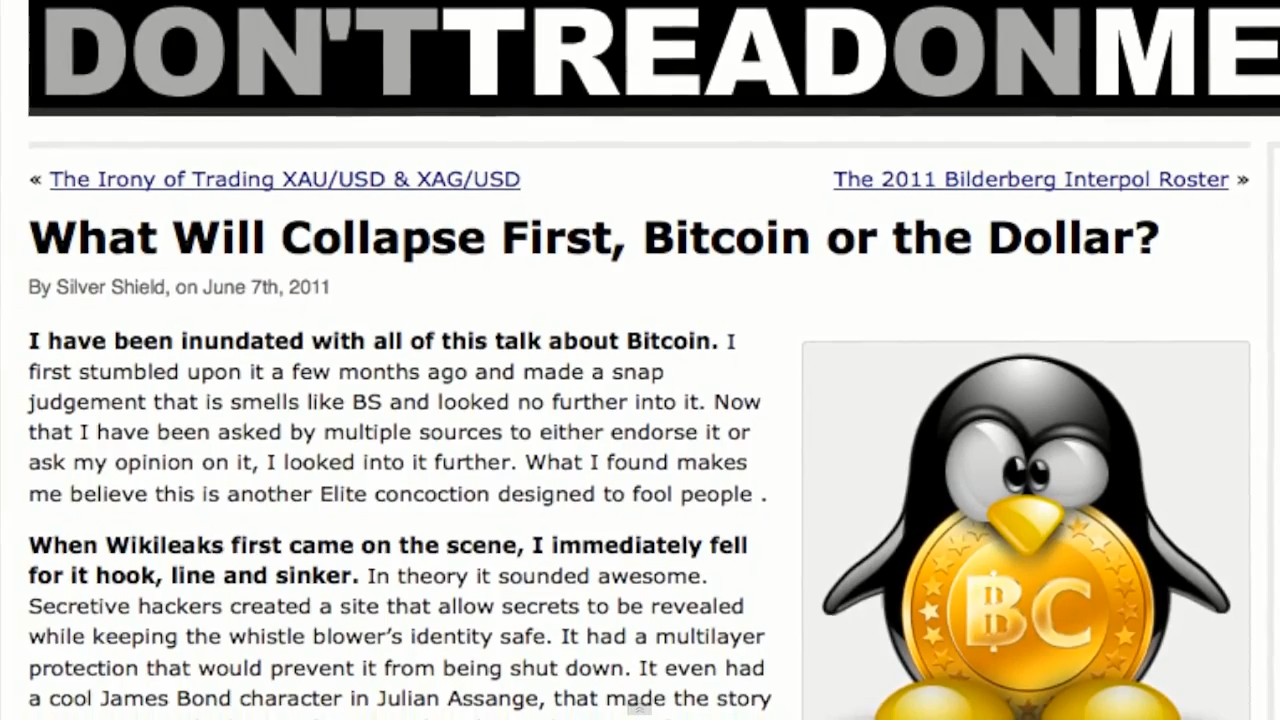 DON'TTREADONME
« The Irony of Trading XAU/USD & XAG/USD
The 2011 Bilderberg Interpol Roster »
What Will Collapse First, Bitcoin or the Dollar?
By Silver Shield, on June 7th, 2011
I have been inundated with all of this talk about Bitcoin. I
first stumbled upon it a few months ago and made a snap
judgement that is smells like BS and looked no further into it. Now
that I have been asked by multiple sources to either endorse it or
ask my opinion on it, I looked into it further. What I found makes
me believe this is another Elite concoction designed to fool people .
When Wikileaks first came on the scene, I immediately fell
for it hook, line and sinker. In theory it sounded awesome.
Secretive hackers created a site that allow secrets to be revealed
while keeping the whistle blower’s identity safe. It had a multilayer
protection that would prevent it from being shut down. It even had
a cool James Bond character in Julian Assange, that made the story
BC